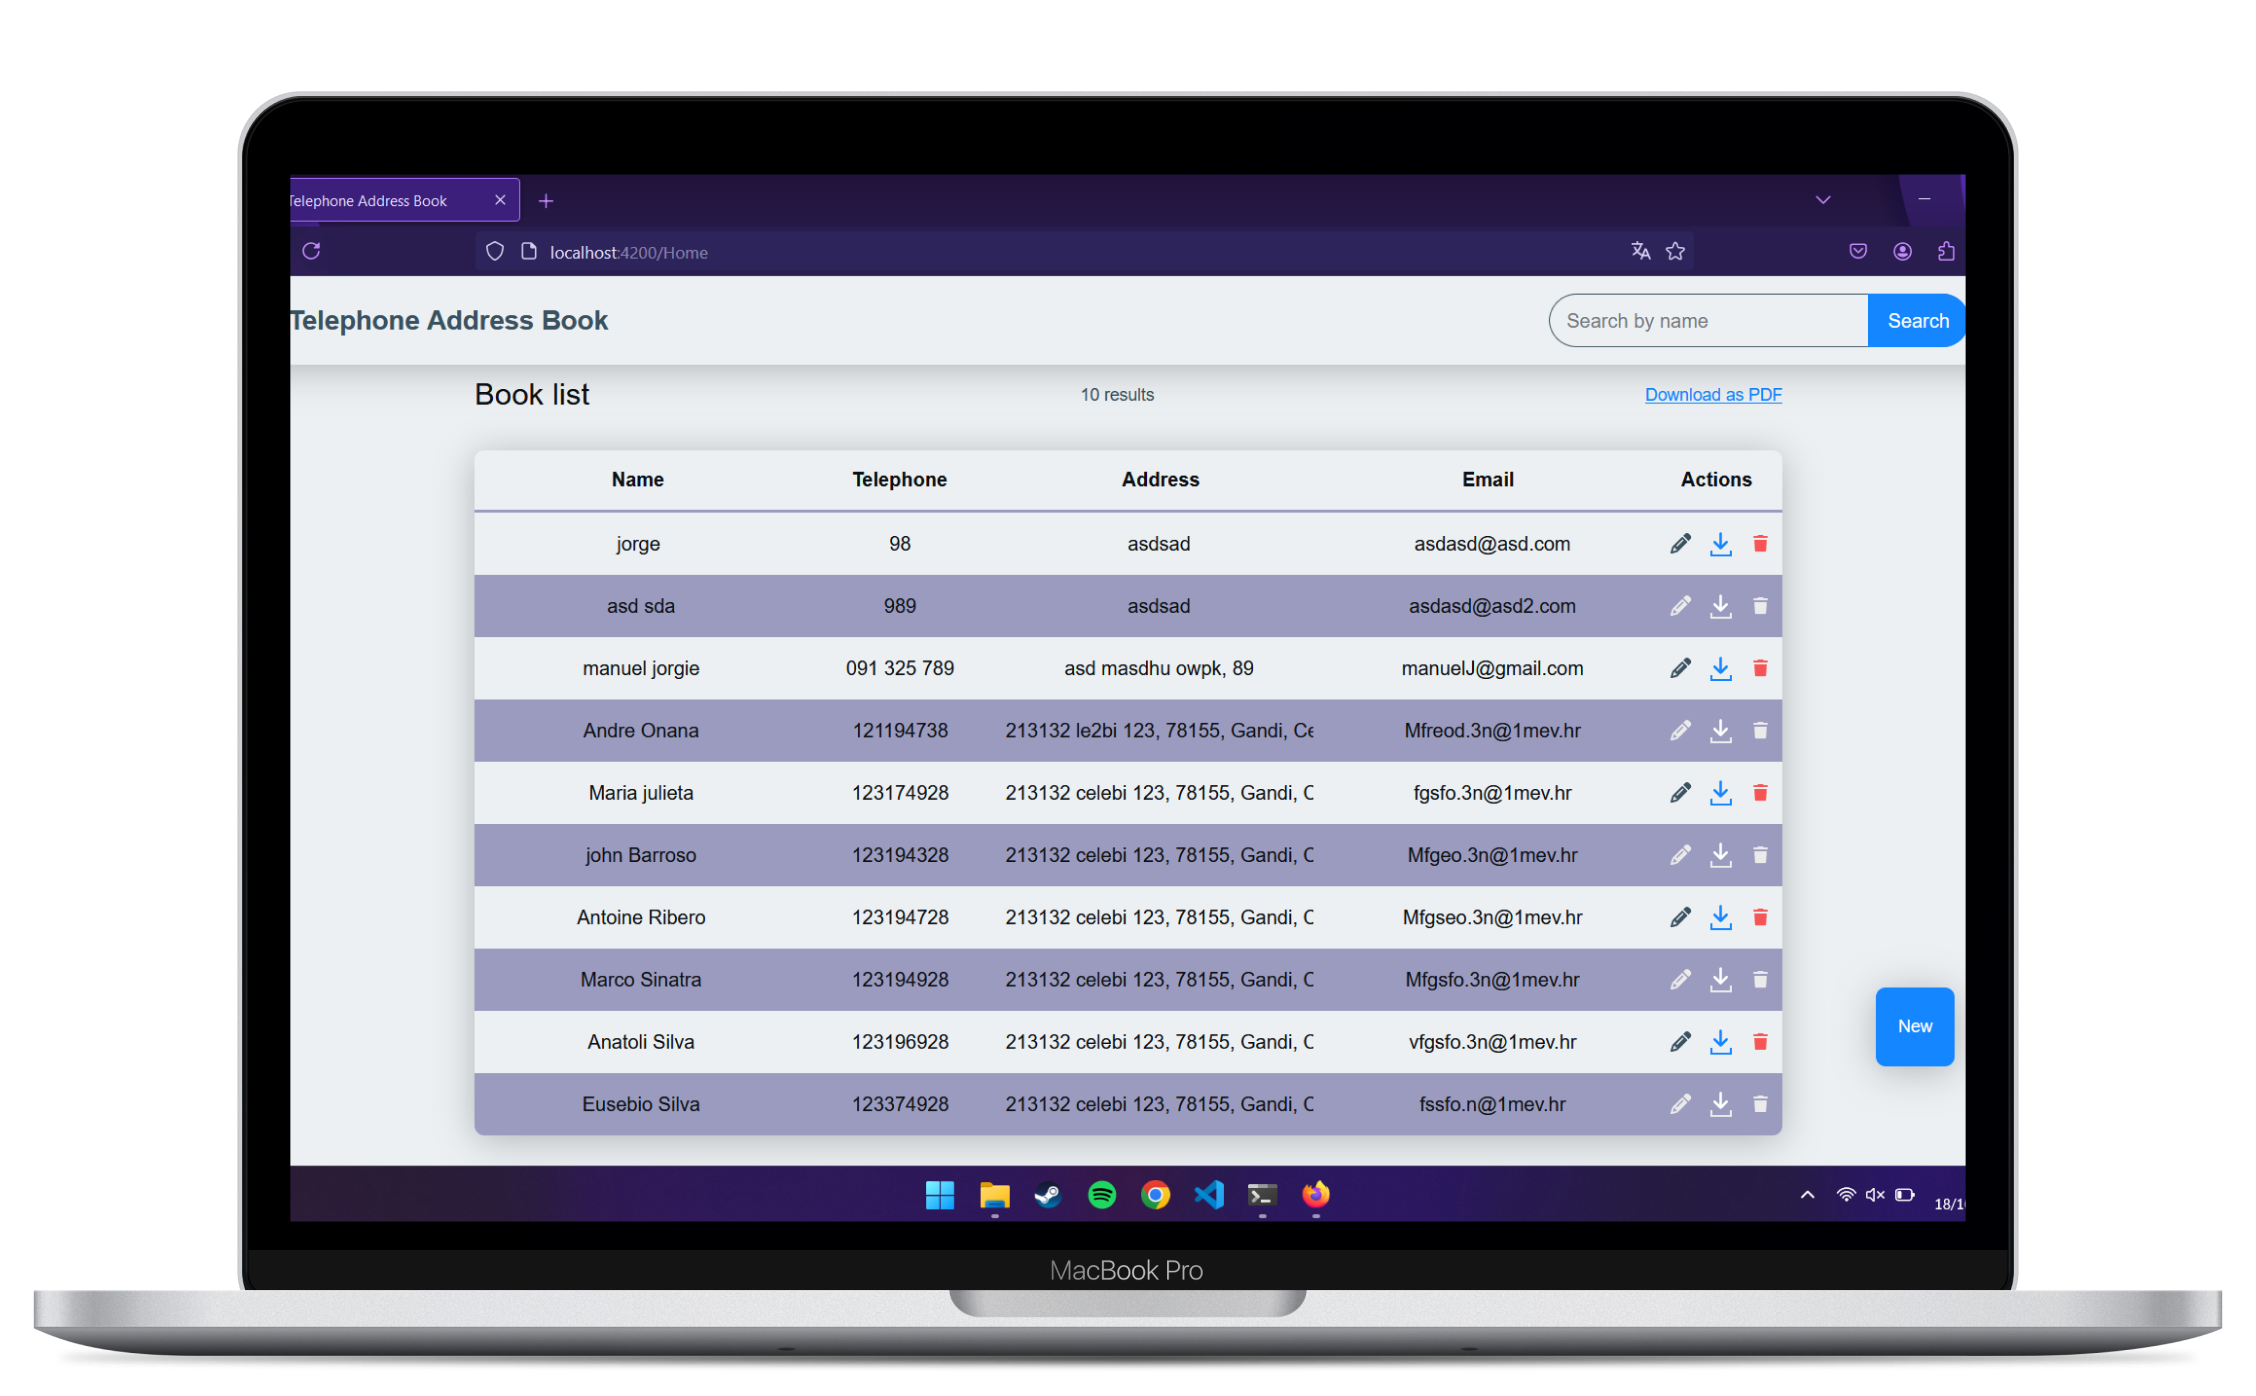 Telephone Address Book
localhost:4200/Home
Telephone Address Book
Search by name
Search
Book list
10 results
Download as PDF
Name Telephone Address Email Actions
jorge 98 asdsad asdasd@asd.com
asd sda 989 asdsad asdasd@asd2.com
manuel jorgie 091 325 789 asd masdhu owpk, 89 manuelJ@gmail.com
Andre Onana 121194738 213132 le2bi 123, 78155, Gandi, Ce Mfreod.3n@1mev.hr
Maria julieta 123174928 213132 celebi 123, 78155, Gandi, C fgsfo.3n@1mev.hr
john Barroso 123194328 213132 celebi 123, 78155, Gandi, C Mfgeo.3n@1mev.hr
Antoine Ribero 123194728 213132 celebi 123, 78155, Gandi, C Mfgseo.3n@1mev.hr
Marco Sinatra 123194928 213132 celebi 123, 78155, Gandi, C Mfgsfo.3n@1mev.hr
Anatoli Silva 123196928 213132 celebi 123, 78155, Gandi, C vfgsfo.3n@1mev.hr
Eusebio Silva 123374928 213132 celebi 123, 78155, Gandi, C fssfo.n@1mev.hr
New
18/1
MacBook Pro